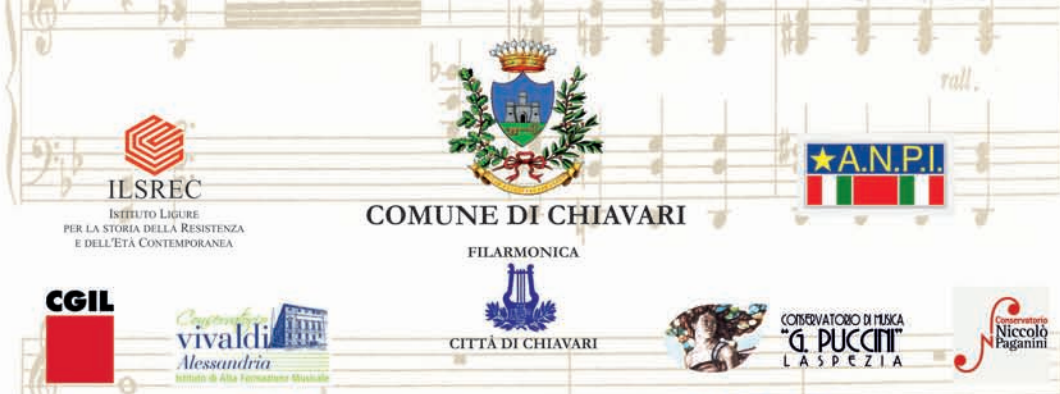 rall.
ILSREC
ISTITUTO LIGURE
PER LA STORIA DELLA RESISTENZA
E DELL'ETÀ CONTEMPORANEA
COMUNE DI CHIAVARI
★A.N.P.I.
FILARMONICA
CITTÀ DI CHIAVARI
CGIL
Conservatorio
vivaldi
Alessandria
Istituto di Alta Formazione Musicale
CONSERVATORIO DI MUSICA
"G. PUCCINI"
LA SPEZIA
Conservatorio
Niccolò
Paganini